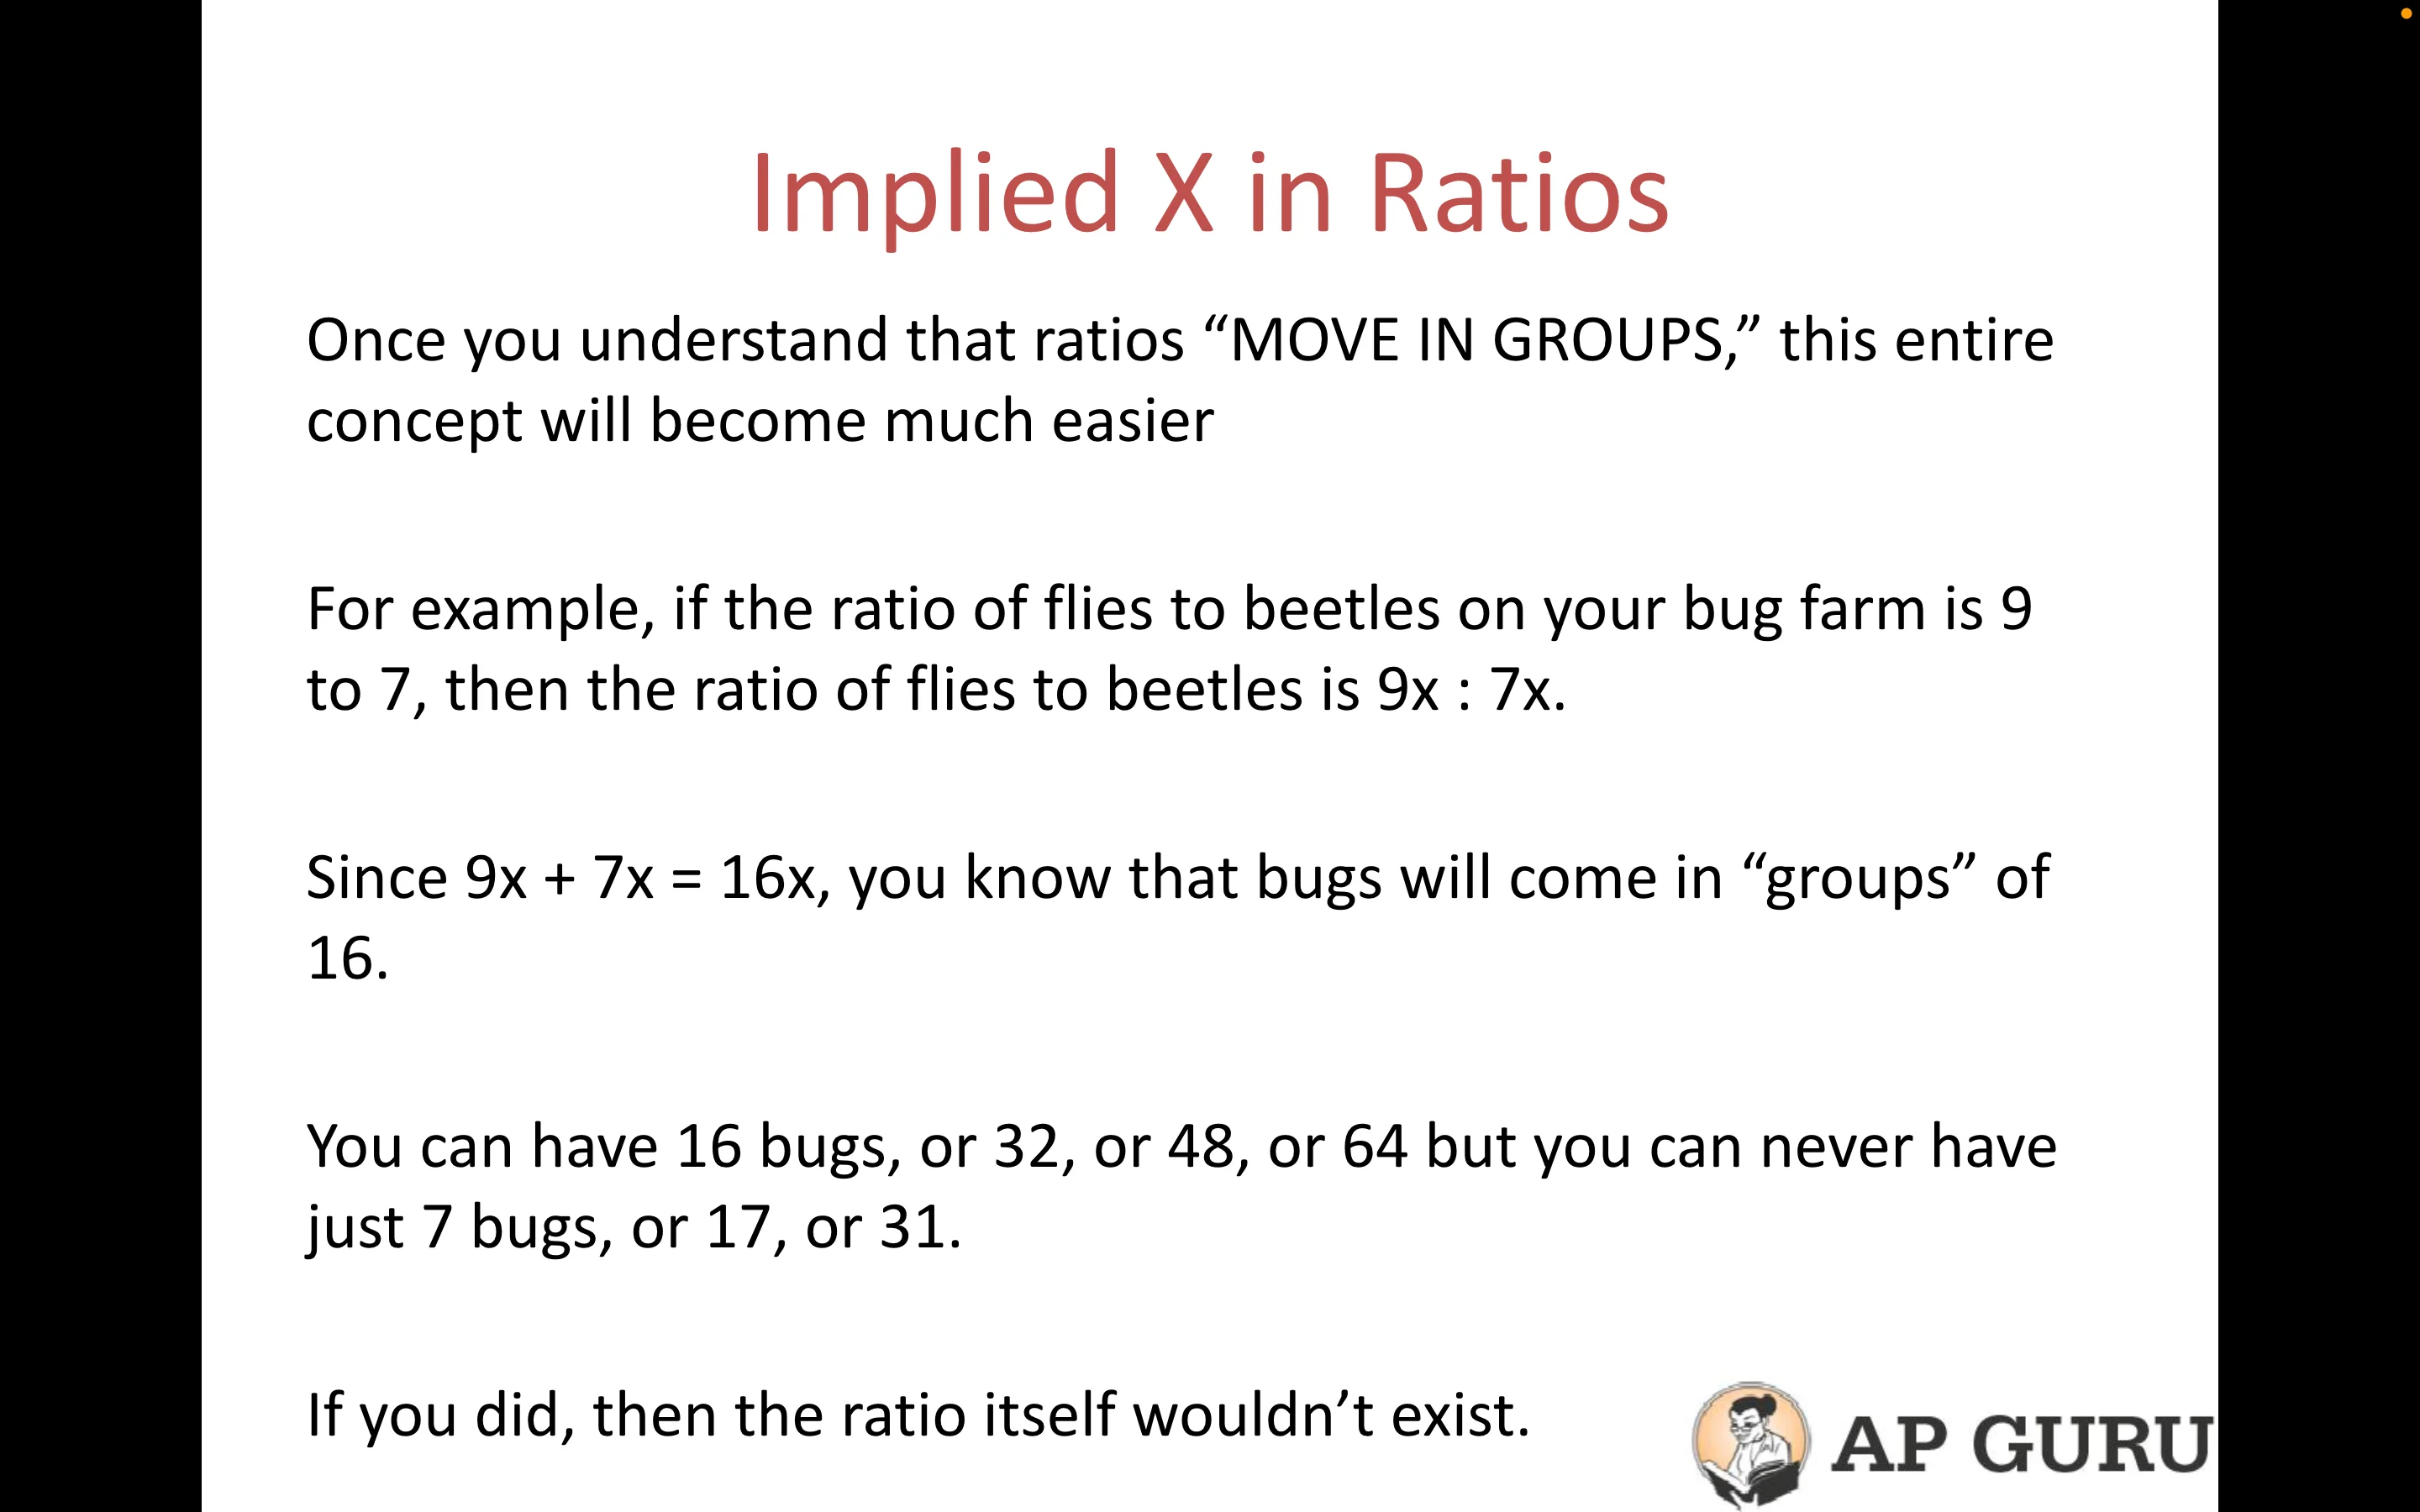 Implied X in Ratios
Once you understand that ratios “MOVE IN GROUPS,” this entire
concept will become much easier
For example, if the ratio of flies to beetles on your bug farm is 9
to 7, then the ratio of flies to beetles is 9x : 7x.
Since 9x + 7x = 16x, you know that bugs will come in “groups” of
16.
You can have 16 bugs, or 32, or 48, or 64 but you can never have
just 7 bugs, or 17, or 31.
If you did, then the ratio itself wouldn’t exist.
AP GURU